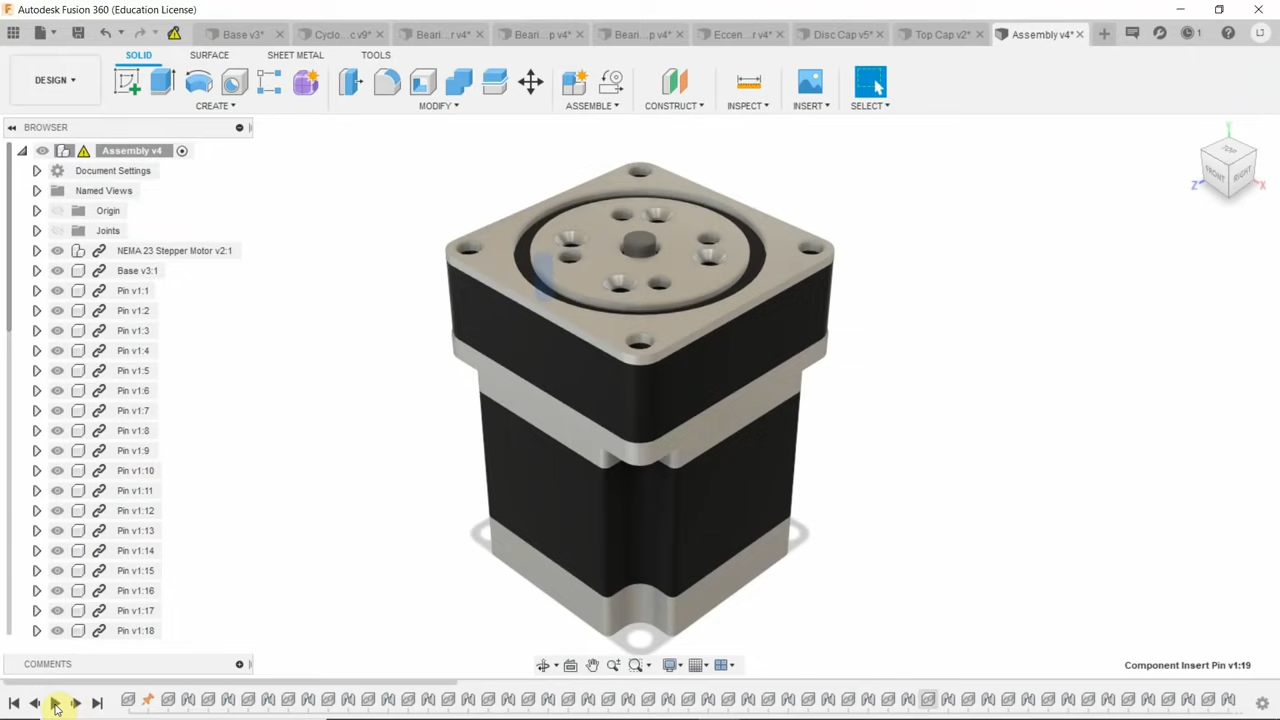 Autodesk Fusion 360 (Education License)
Base v3*
Cyclo...c v9*
Beari...r v4*
Beari...p v4*
Beari...p v4*
Eccen...r v4*
Disc Cap v5*
Top Cap v2*
Assembly v4*
1
LJ
DESIGN
SOLID
SURFACE
SHEET METAL
TOOLS
CREATE
MODIFY
ASSEMBLE
CONSTRUCT
INSPECT
INSERT
SELECT
BROWSER
Assembly v4
Document Settings
Named Views
Origin
Joints
NEMA 23 Stepper Motor v2:1
Base v3:1
Pin v1:1
Pin v1:2
Pin v1:3
Pin v1:4
Pin v1:5
Pin v1:6
Pin v1:7
Pin v1:8
Pin v1:9
Pin v1:10
Pin v1:11
Pin v1:12
Pin v1:13
Pin v1:14
Pin v1:15
Pin v1:16
Pin v1:17
Pin v1:18
Y
TOP
FRONT
RIGHT
Z
X
COMMENTS
Component Insert Pin v1:19